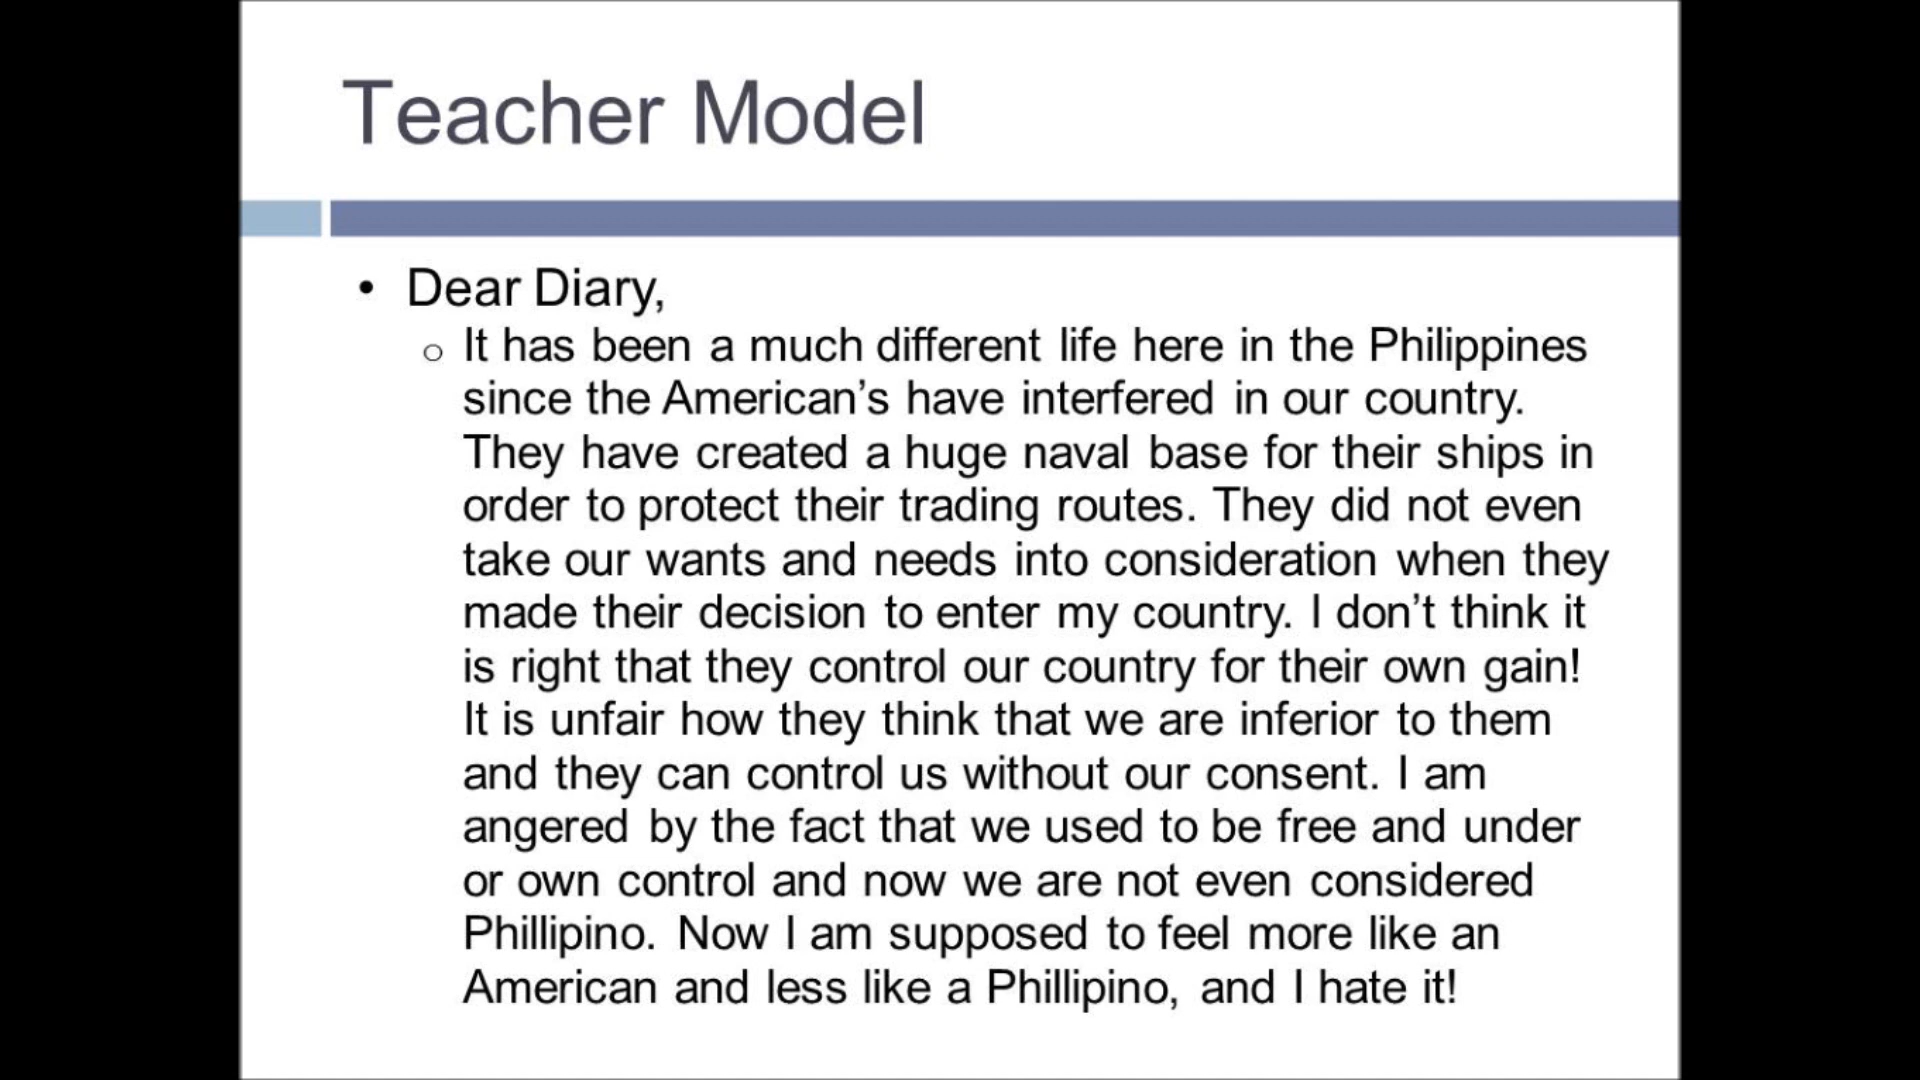 Teacher Model
• Dear Diary,
o It has been a much different life here in the Philippines
since the American’s have interfered in our country.
They have created a huge naval base for their ships in
order to protect their trading routes. They did not even
take our wants and needs into consideration when they
made their decision to enter my country. I don’t think it
is right that they control our country for their own gain!
It is unfair how they think that we are inferior to them
and they can control us without our consent. I am
angered by the fact that we used to be free and under
or own control and now we are not even considered
Phillipino. Now I am supposed to feel more like an
American and less like a Phillipino, and I hate it!